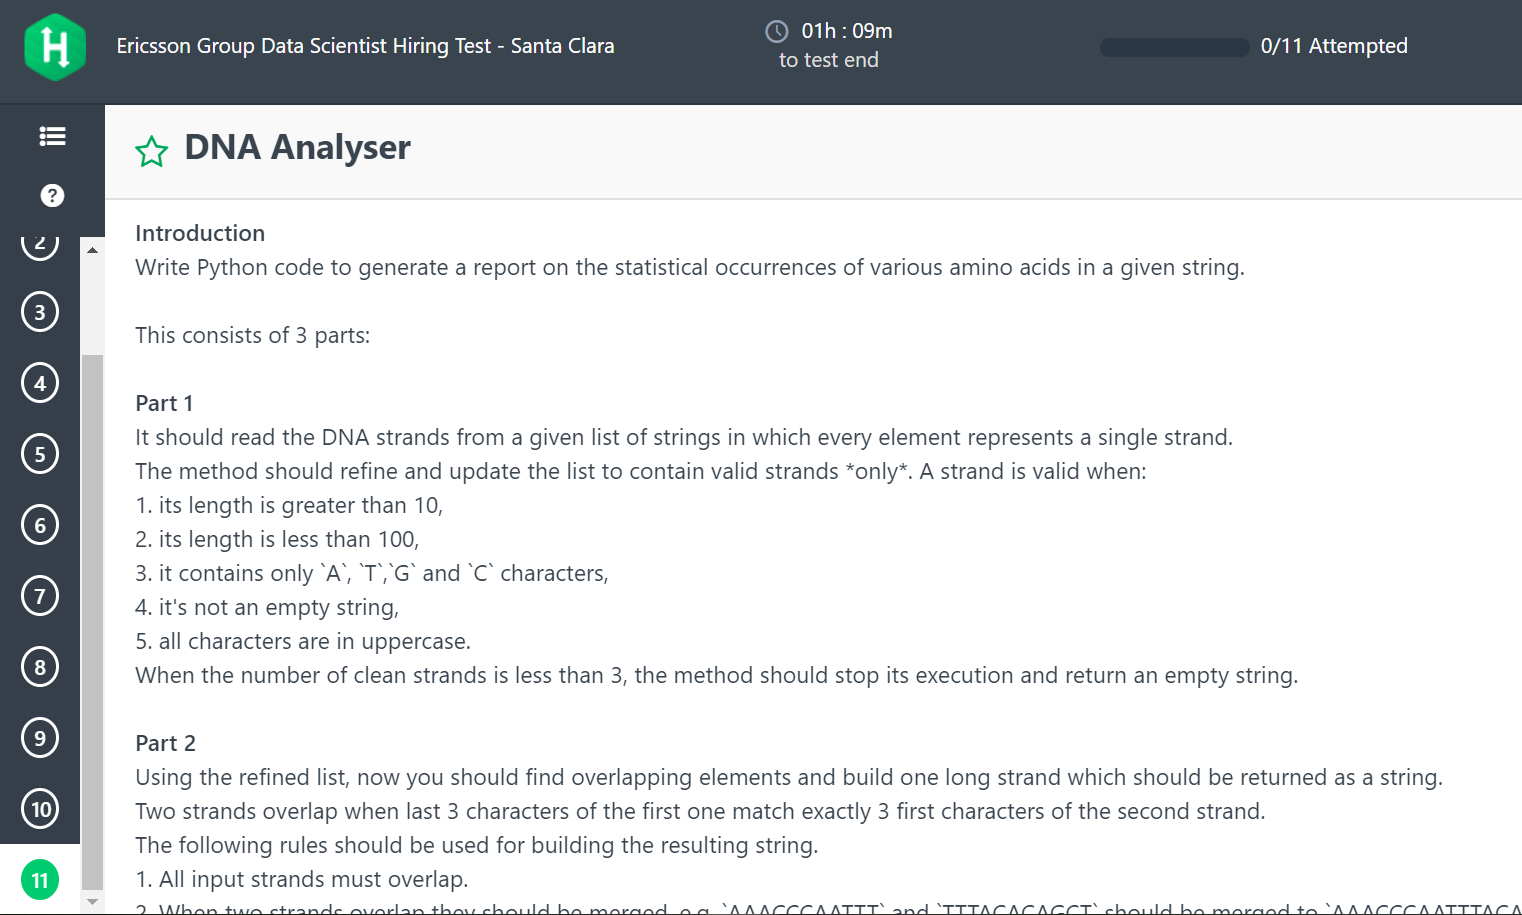 H
Ericsson Group Data Scientist Hiring Test - Santa Clara
01h : 09m
to test end
0/11 Attempted
DNA Analyser
?
2
3
4
5
6
7
8
9
10
11
Introduction
Write Python code to generate a report on the statistical occurrences of various amino acids in a given string.
This consists of 3 parts:
Part 1
It should read the DNA strands from a given list of strings in which every element represents a single strand.
The method should refine and update the list to contain valid strands *only*. A strand is valid when:
1. its length is greater than 10,
2. its length is less than 100,
3. it contains only `A`, `T`,`G` and `C` characters,
4. it's not an empty string,
5. all characters are in uppercase.
When the number of clean strands is less than 3, the method should stop its execution and return an empty string.
Part 2
Using the refined list, now you should find overlapping elements and build one long strand which should be returned as a string.
Two strands overlap when last 3 characters of the first one match exactly 3 first characters of the second strand.
The following rules should be used for building the resulting string.
1. All input strands must overlap.
2. When two strands overlap they should be merged, e.g. `AAACCCAATTT` and `TTTACACAGCT` should be merged to `AAACCCAATTTACA